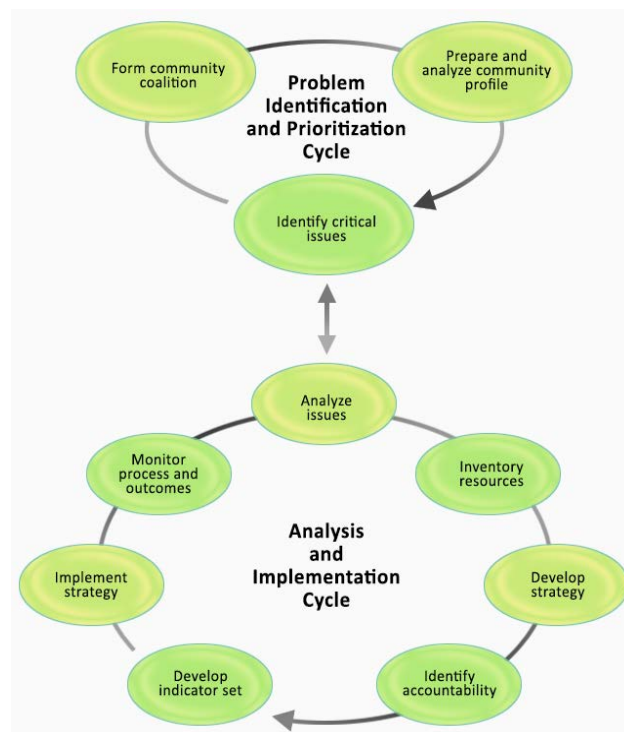 Form community
coalition
Prepare and
analyze community
profile
Problem
Identification
and Prioritization
Cycle
Identify critical
issues
Analyze
issues
Monitor
process and
outcomes
Inventory
resources
Analysis
and
Implementation
Cycle
Implement
strategy
Develop
strategy
Develop
indicator set
Identify
accountability